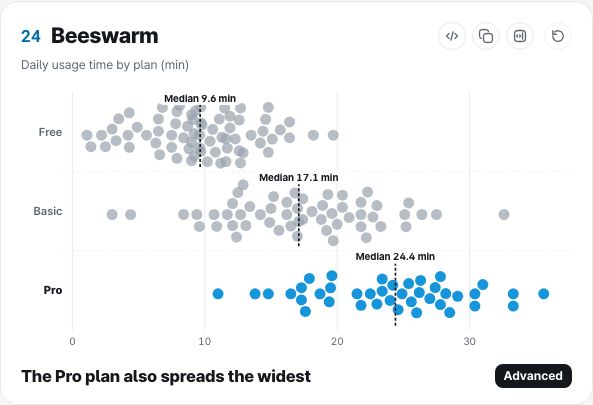 24 Beeswarm
Daily usage time by plan (min)
Median 9.6 min
Free
Median 17.1 min
Basic
Median 24.4 min
Pro
0 10 20 30
The Pro plan also spreads the widest
Advanced